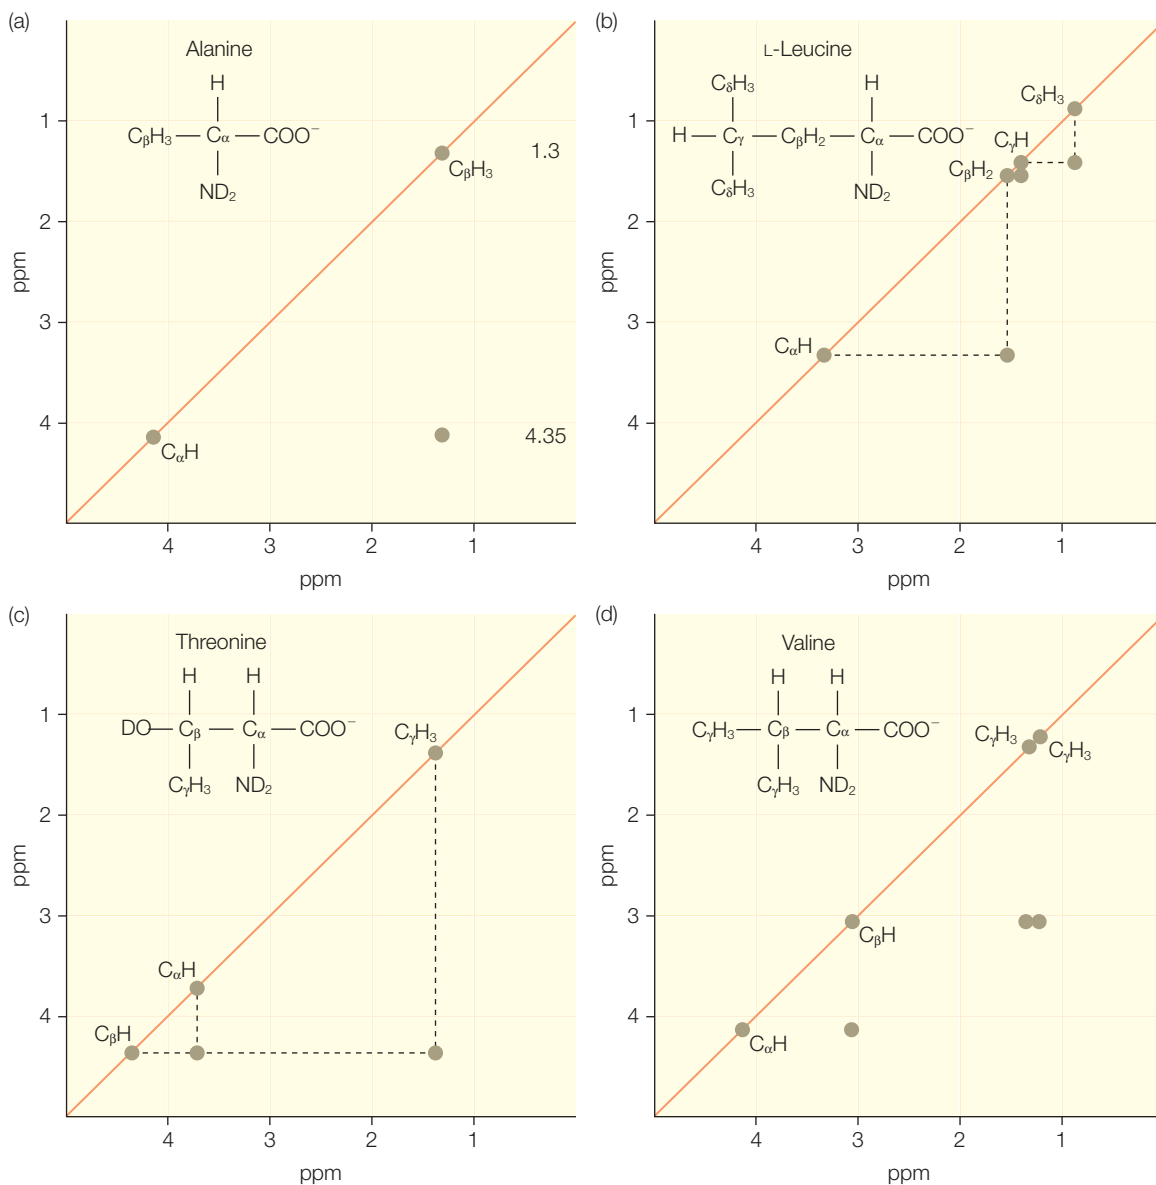 (a)
Alanine
H
CβH₃ — Cα — COO⁻
ND₂
CβH₃
1.3
CαH
4.35
1
2
3
4
ppm
4 3 2 1
ppm
(b)
L-Leucine
CδH₃ H
H — Cγ — CβH₂ — Cα — COO⁻
CδH₃ ND₂
CδH₃
CγH
CβH₂
CαH
1
2
3
4
ppm
4 3 2 1
ppm
(c)
Threonine
H H
DO — Cβ — Cα — COO⁻
CγH₃ ND₂
CγH₃
CαH
CβH
1
2
3
4
ppm
4 3 2 1
ppm
(d)
Valine
H H
CγH₃ — Cβ — Cα — COO⁻
CγH₃ ND₂
CγH₃
CγH₃
CβH
CαH
1
2
3
4
ppm
4 3 2 1
ppm